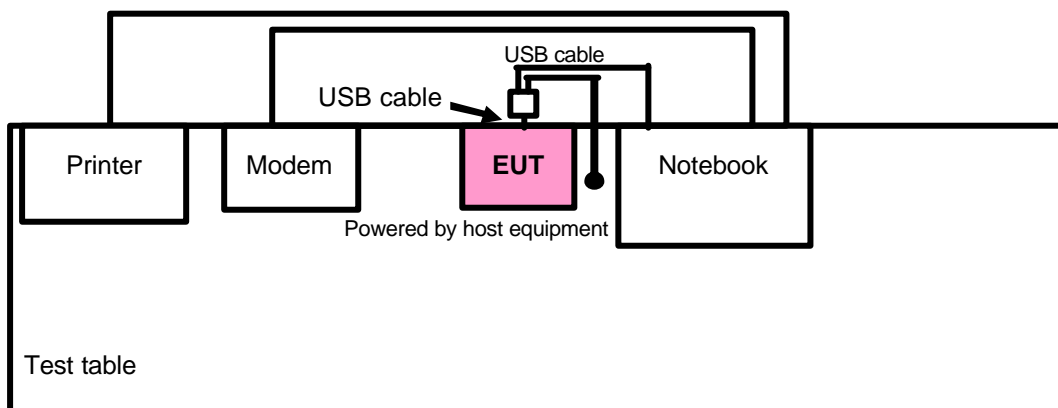 USB cable
USB cable
Printer
Modem
EUT
Notebook
Powered by host equipment
Test table